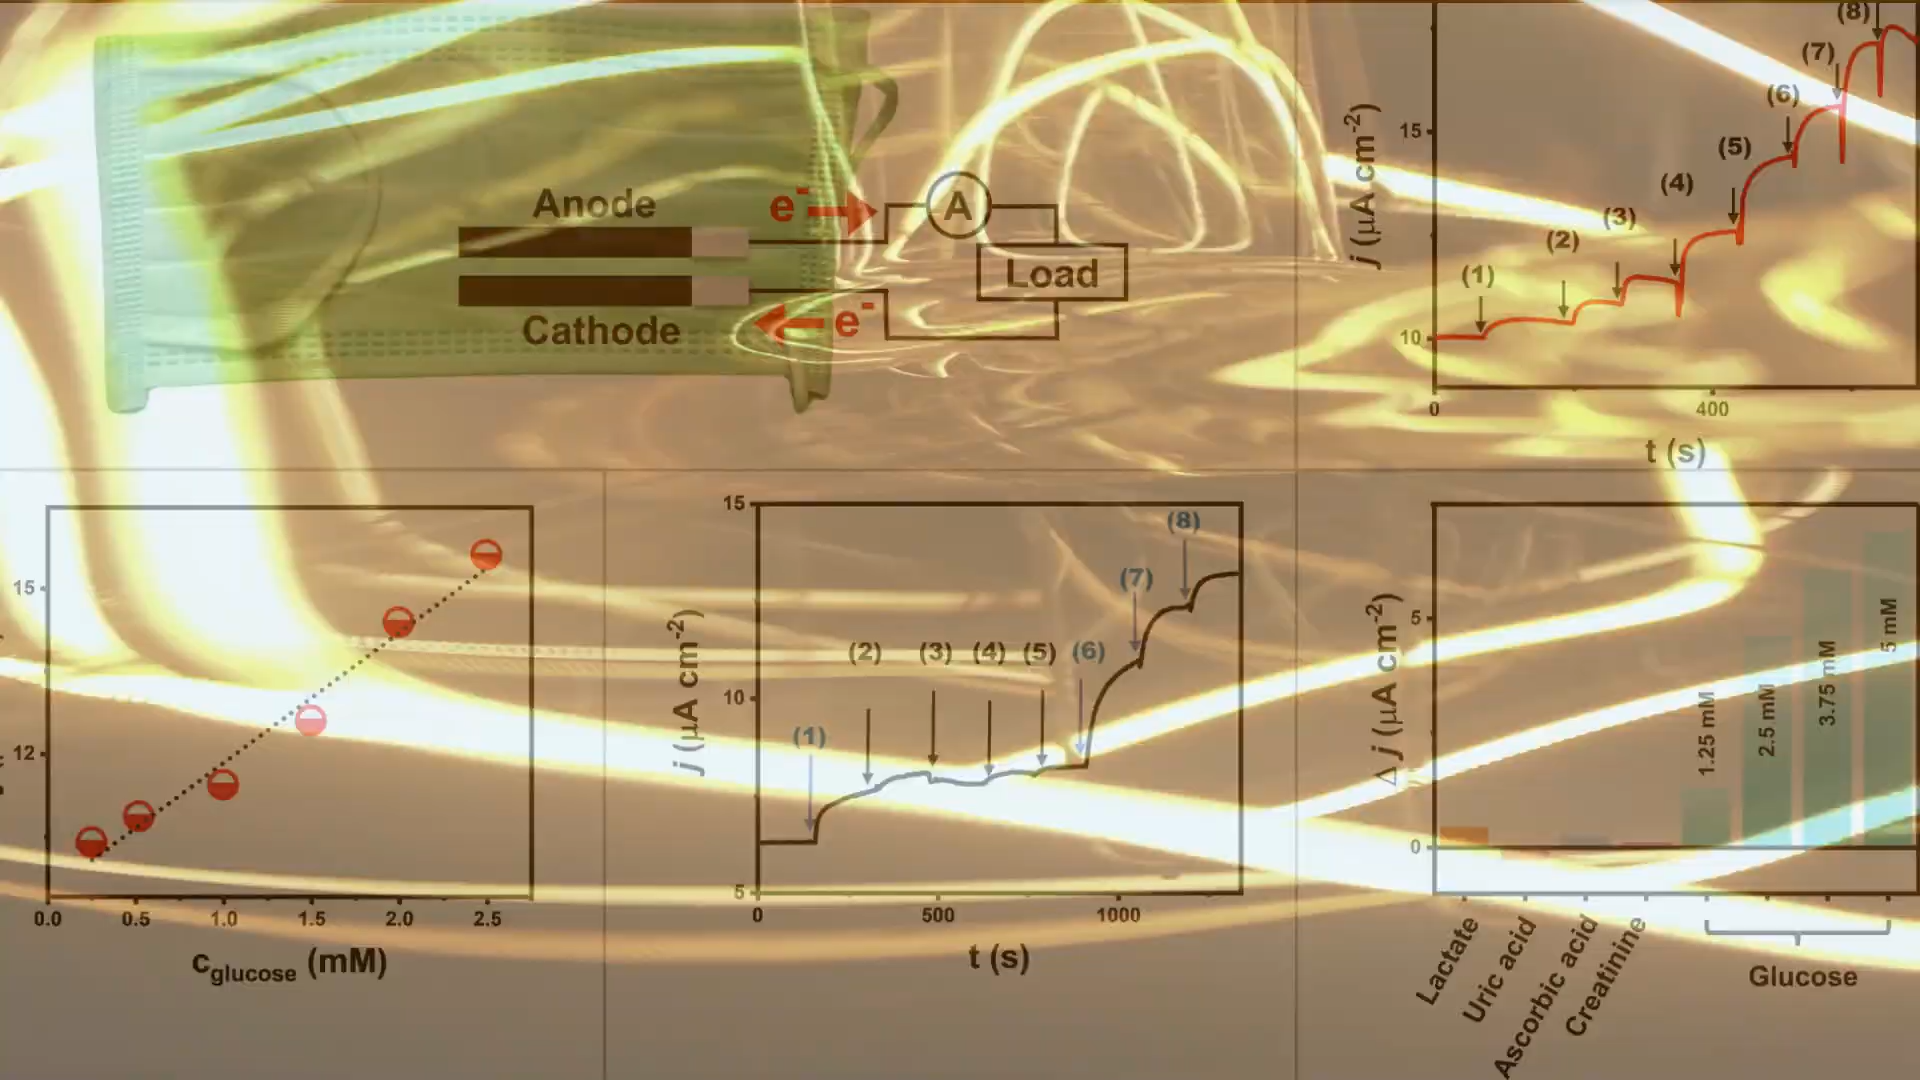 Anode
e-
A
Load
Cathode
e-
j (μA cm-2)
15
10
(1)
(2)
(3)
(4)
(5)
(6)
(7)
(8)
0
400
t (s)
15
12
0.0
0.5
1.0
1.5
2.0
2.5
cglucose (mM)
j (μA cm-2)
15
10
5
(1)
(2)
(3)
(4)
(5)
(6)
(7)
(8)
0
500
1000
t (s)
Δ j (μA cm-2)
5
0
1.25 mM
2.5 mM
3.75 mM
5 mM
Lactate
Uric acid
Ascorbic acid
Creatinine
Glucose